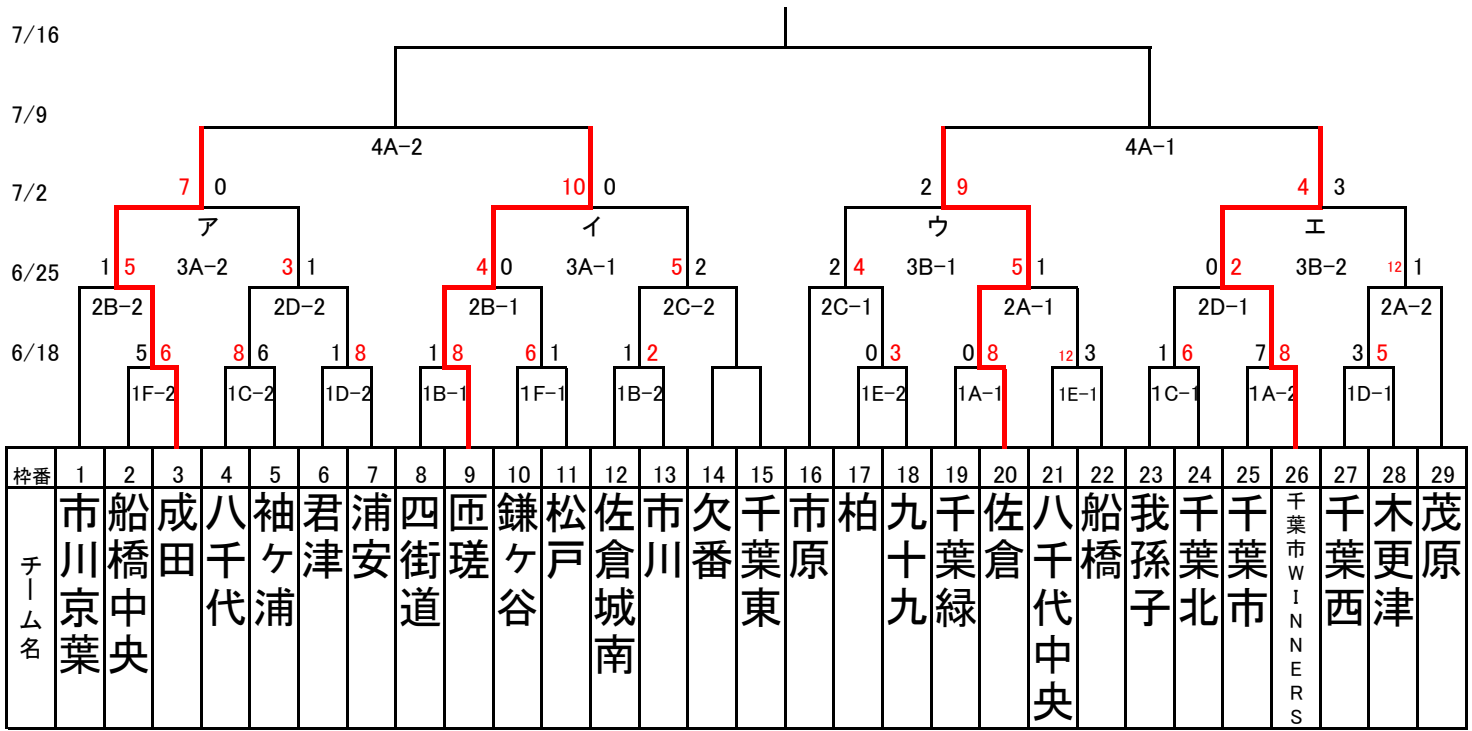 7/16
7/9
4A-2 4A-1
7/2 7 0 10 0 2 9 4 3
ア イ ウ エ
6/25 1 5 3A-2 3 1 4 0 3A-1 5 2 2 4 3B-1 5 1 0 2 3B-2 12 1
2B-2 2D-2 2B-1 2C-2 2C-1 2A-1 2D-1 2A-2
6/18 5 6 8 6 1 8 1 8 6 1 1 2 0 3 0 8 12 3 1 6 7 8 3 5
1F-2 1C-2 1D-2 1B-1 1F-1 1B-2 1E-2 1A-1 1E-1 1C-1 1A-2 1D-1
枠番 1 2 3 4 5 6 7 8 9 10 11 12 13 14 15 16 17 18 19 20 21 22 23 24 25 26 27 28 29
チーム名
市川京葉
船橋中央
成田
八千代
袖ケ浦
君津
浦安
四街道
匝瑳
鎌ケ谷
松戸
佐倉城南
市川
欠番
千葉東
市原
柏
九十九
千葉緑
佐倉
八千代中央
船橋
我孫子
千葉北
千葉市
千葉市WINNERS
千葉西
木更津
茂原